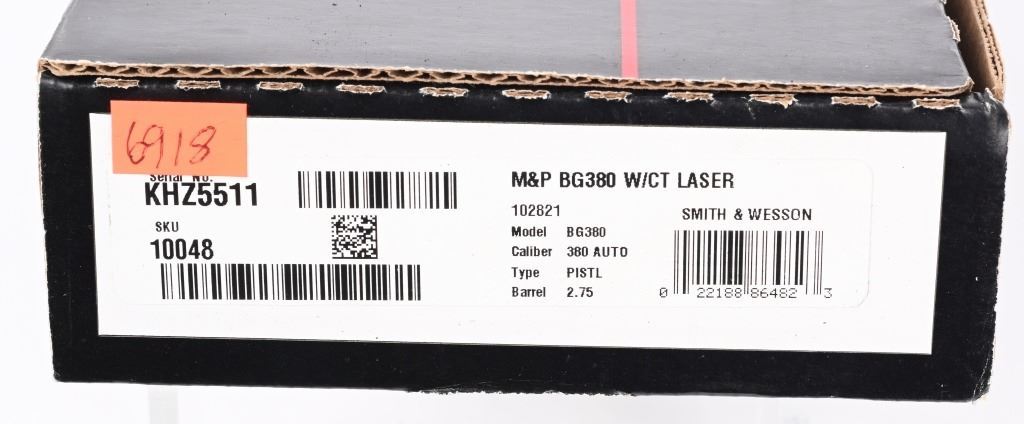 6918
Serial No.
KHZ5511
SKU
10048
M&P BG380 W/CT LASER
102821
Model BG380
Caliber 380 AUTO
Type PISTL
Barrel 2.75
SMITH & WESSON
0 22188 86482 3